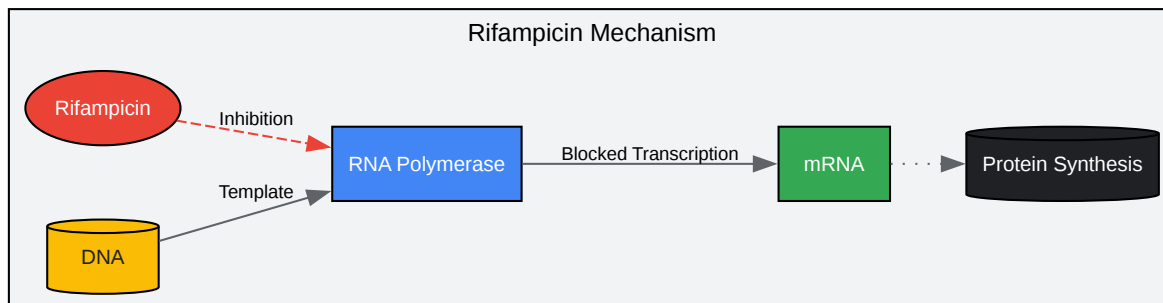 Rifampicin Mechanism
Rifampicin
Inhibition
RNA Polymerase
Template
DNA
Blocked Transcription
mRNA
Protein Synthesis